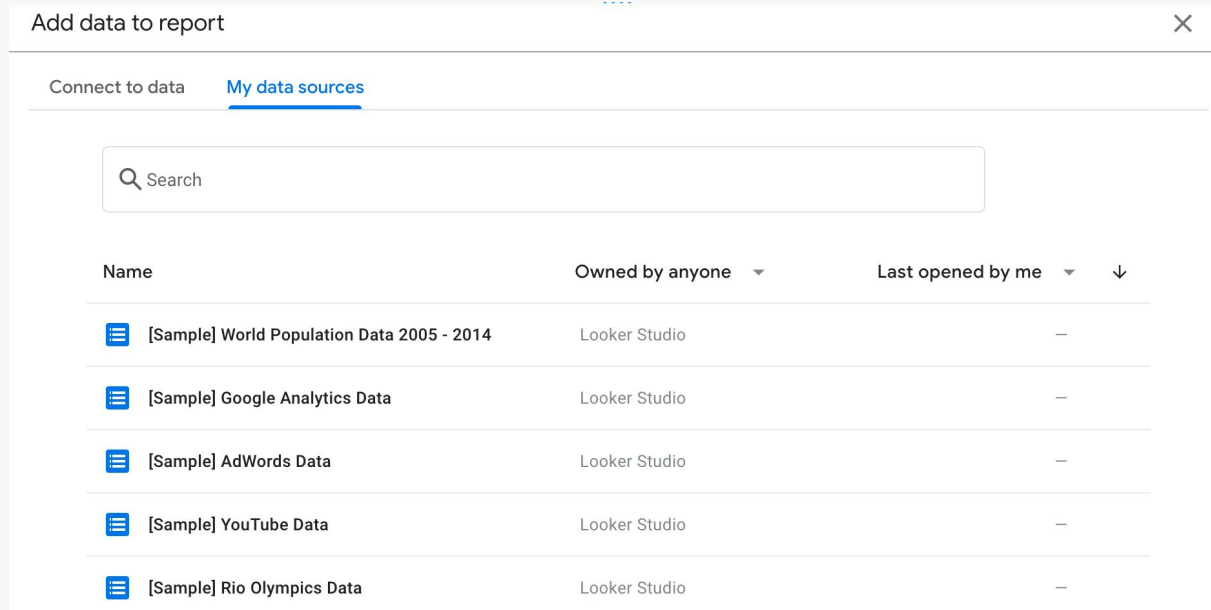 Add data to report
Connect to data My data sources
Search
Name Owned by anyone Last opened by me
[Sample] World Population Data 2005 - 2014 Looker Studio —
[Sample] Google Analytics Data Looker Studio —
[Sample] AdWords Data Looker Studio —
[Sample] YouTube Data Looker Studio —
[Sample] Rio Olympics Data Looker Studio —